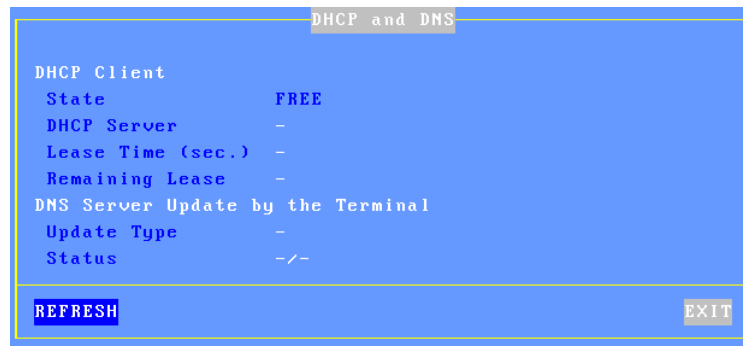 DHCP and DNS
DHCP Client
State FREE
DHCP Server -
Lease Time (sec.) -
Remaining Lease -
DNS Server Update by the Terminal
Update Type -
Status -/-
REFRESH EXIT